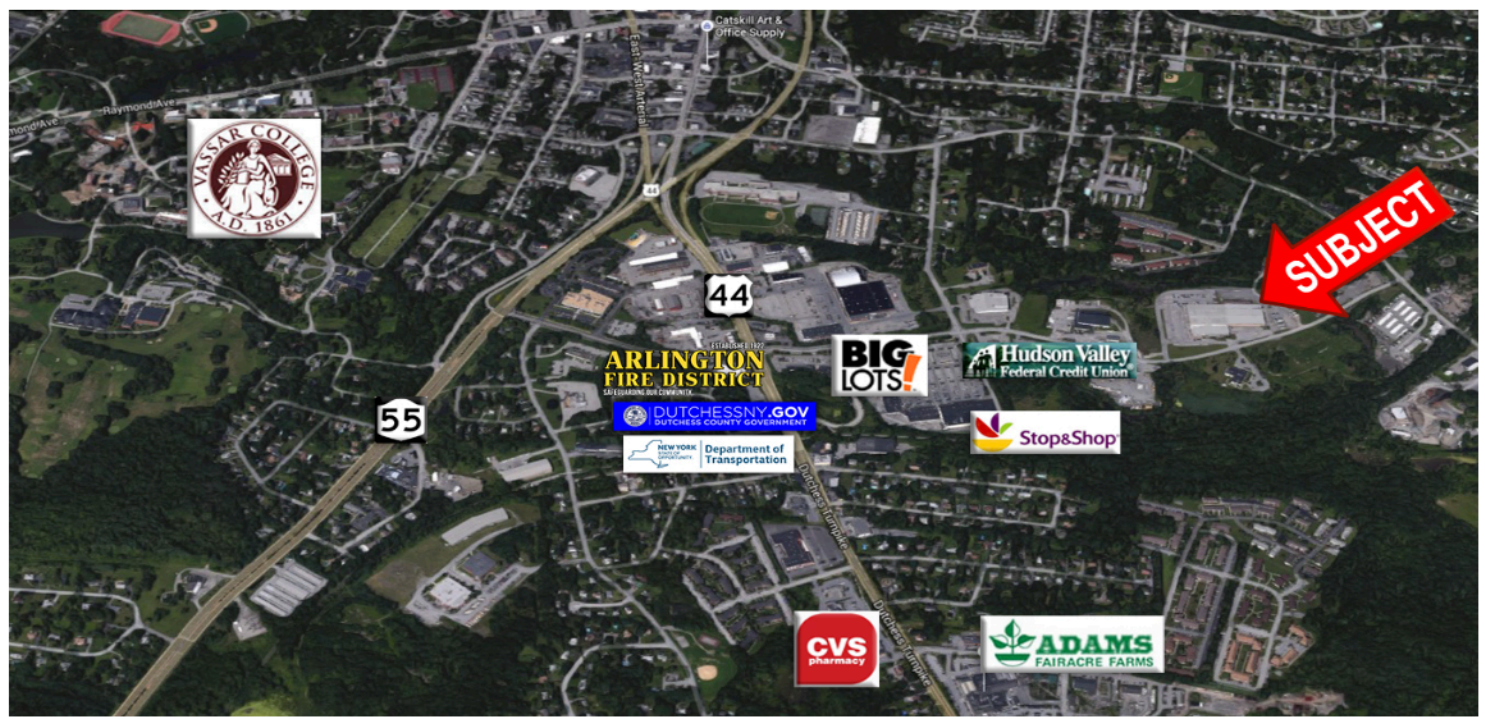 Catskill Art &
Office Supply
East-West Arterial
Raymond Ave
mond Ave
VASSAR COLLEGE
A.D. 1861
44
SUBJECT
44
ESTABLISHED 1922
ARLINGTON
FIRE DISTRICT
SAFEGUARDING OUR COMMUNITY.
BIG
LOTS!
Hudson Valley
Federal Credit Union
55
DUTCHESSNY.GOV
DUTCHESS COUNTY GOVERNMENT
Stop&Shop
NEW YORK
STATE OF
OPPORTUNITY.
Department of
Transportation
Dutchess Turnpike
Dutchess Turnpike
CVS
pharmacy
ADAMS
FAIRACRE FARMS